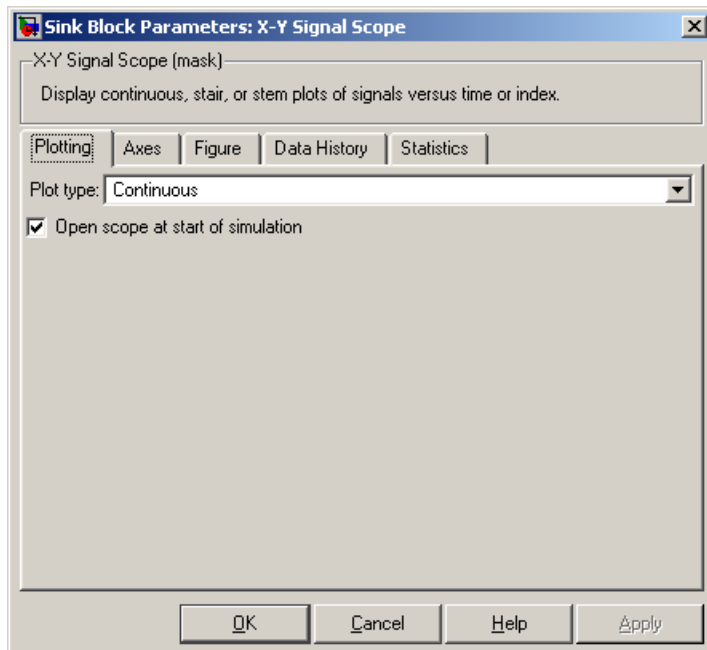 Sink Block Parameters: X-Y Signal Scope
X-Y Signal Scope (mask)
Display continuous, stair, or stem plots of signals versus time or index.
Plotting Axes Figure Data History Statistics
Plot type: Continuous
Open scope at start of simulation
OK Cancel Help Apply